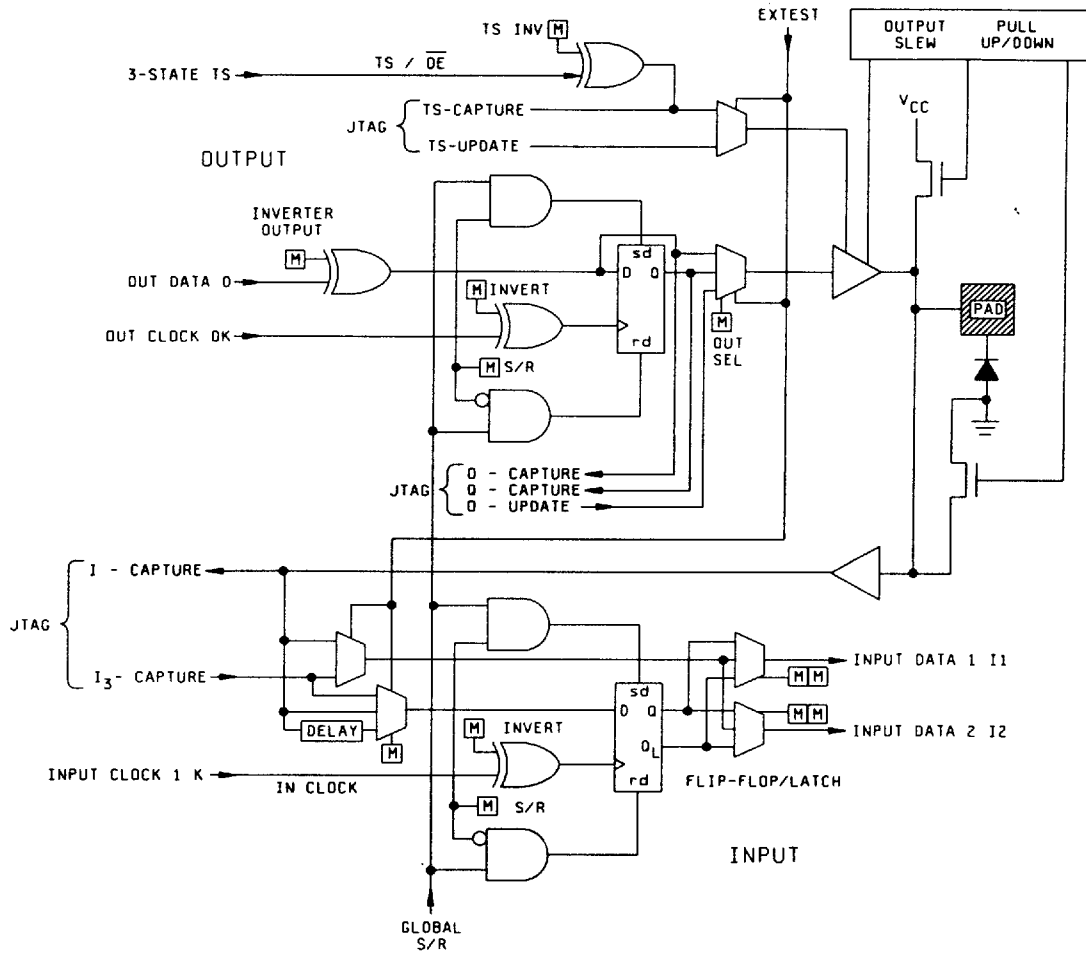 EXTEST
OUTPUT SLEW
PULL UP/DOWN
TS INV M
3-STATE TS
TS / OE
VCC
JTAG
TS-CAPTURE
TS-UPDATE
OUTPUT
INVERTER OUTPUT
M
OUT DATA O
sd
D Q
rd
M INVERT
OUT CLOCK OK
M
OUT SEL
PAD
M S/R
JTAG
O - CAPTURE
Q - CAPTURE
O - UPDATE
I - CAPTURE
JTAG
I3- CAPTURE
DELAY
M
sd
D Q
QL
rd
INPUT DATA 1 I1
M M
M M
INPUT DATA 2 I2
M INVERT
INPUT CLOCK 1 K
IN CLOCK
FLIP-FLOP/LATCH
M S/R
INPUT
GLOBAL
S/R